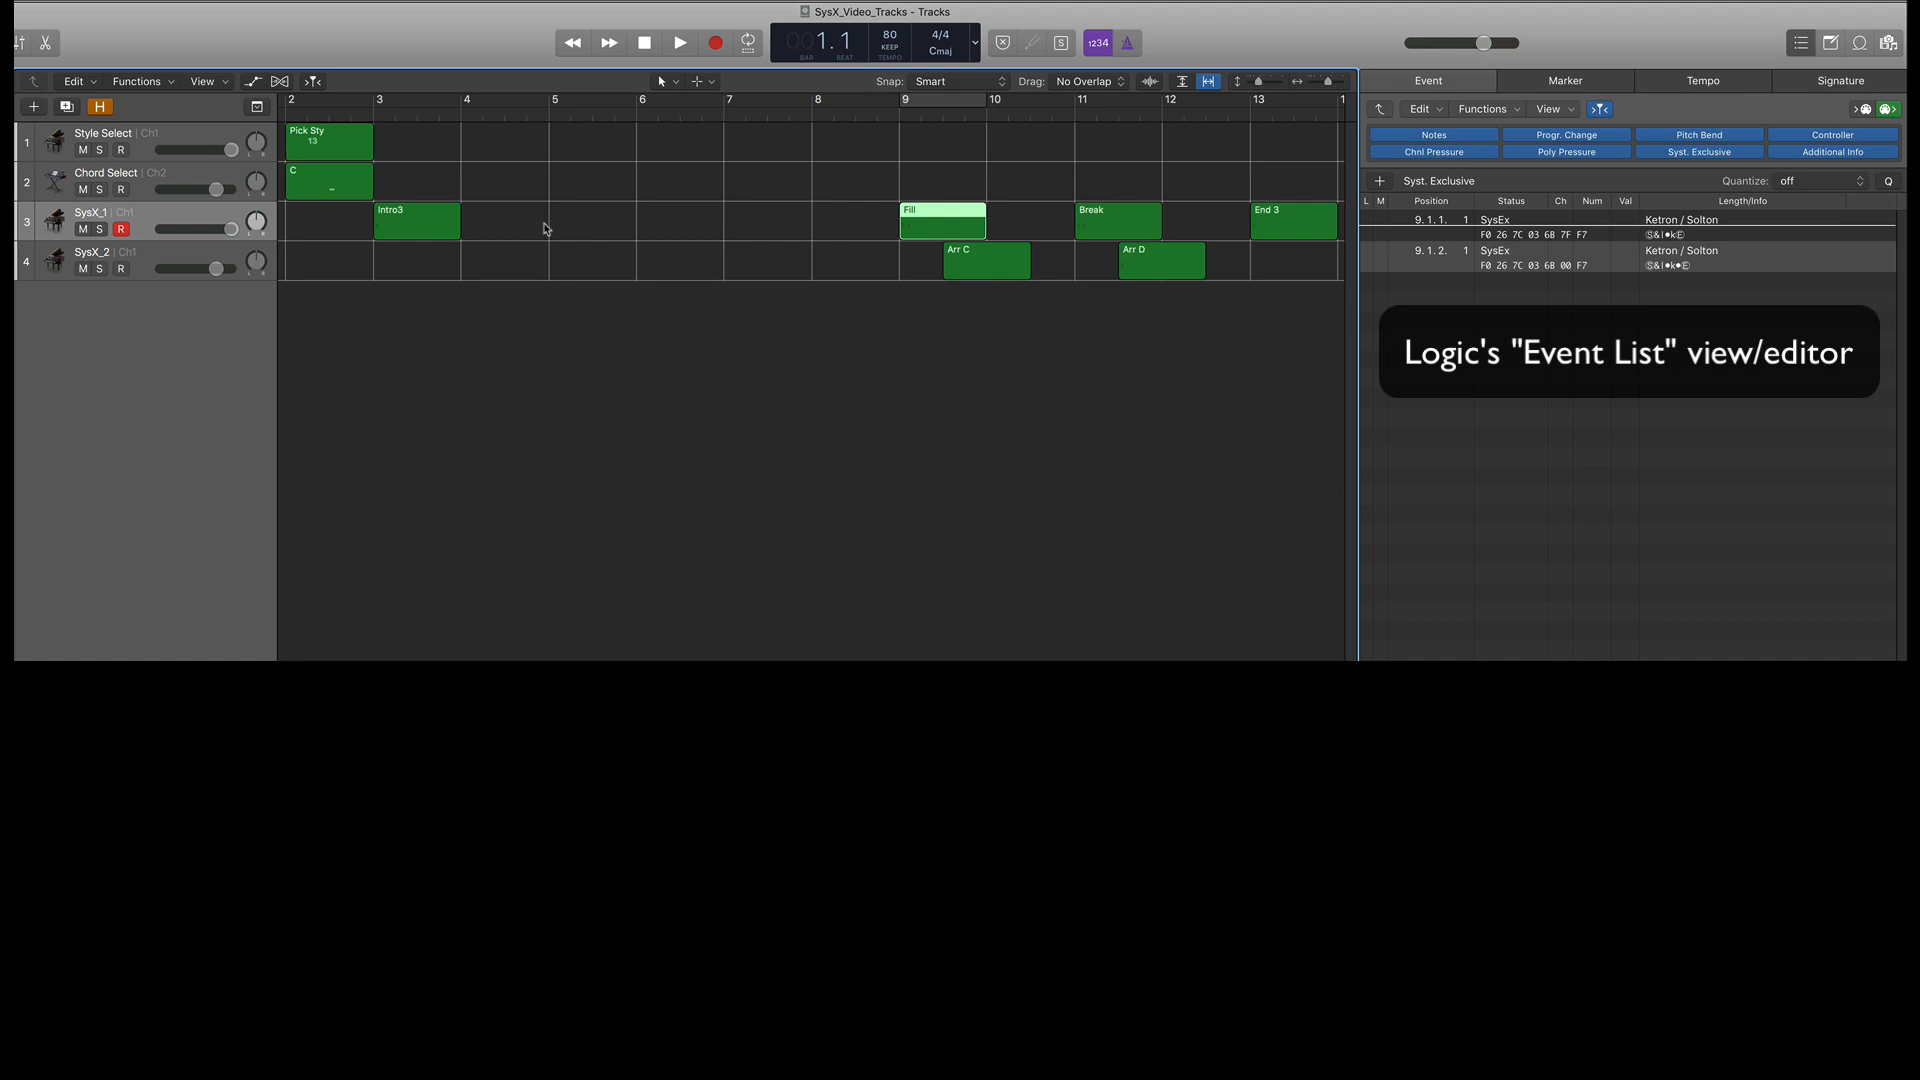 SysX_Video_Tracks - Tracks
001.1
BAR BEAT
80
KEEP
TEMPO
4/4
Cmaj
S
1234
Edit Functions View
Snap: Smart
Drag: No Overlap
H
2 3 4 5 6 7 8 9 10 11 12 13 1
1 Style Select | Ch1
M S R
L R
Pick Sty
13
2 Chord Select | Ch2
M S R
L R
C
3 SysX_1 | Ch1
M S R
L R
Intro3
Fill
Break
End 3
4 SysX_2 | Ch1
M S R
L R
Arr C
Arr D
Event Marker Tempo Signature
Edit Functions View
Notes Progr. Change Pitch Bend Controller
Chnl Pressure Poly Pressure Syst. Exclusive Additional Info
Syst. Exclusive
Quantize: off Q
L M Position Status Ch Num Val Length/Info
9. 1. 1. 1 SysEx Ketron / Solton
F0 26 7C 03 6B 7F F7
9. 1. 2. 1 SysEx Ketron / Solton
F0 26 7C 03 6B 00 F7
Logic's "Event List" view/editor